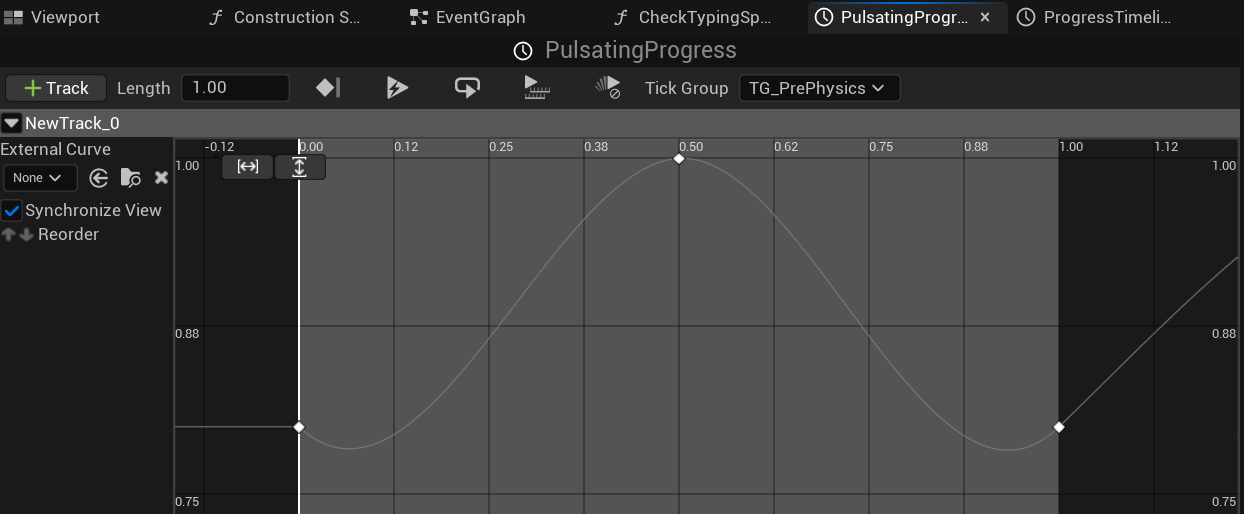 Viewport
Construction S...
EventGraph
CheckTypingSp...
PulsatingProgr...
ProgressTimeli...
PulsatingProgress
Track
Length
1.00
Tick Group
TG_PrePhysics
NewTrack_0
External Curve
None
Synchronize View
Reorder
-0.12 0.00 0.12 0.25 0.38 0.50 0.62 0.75 0.88 1.00 1.12
1.00 1.00
0.88 0.88
0.75 0.75